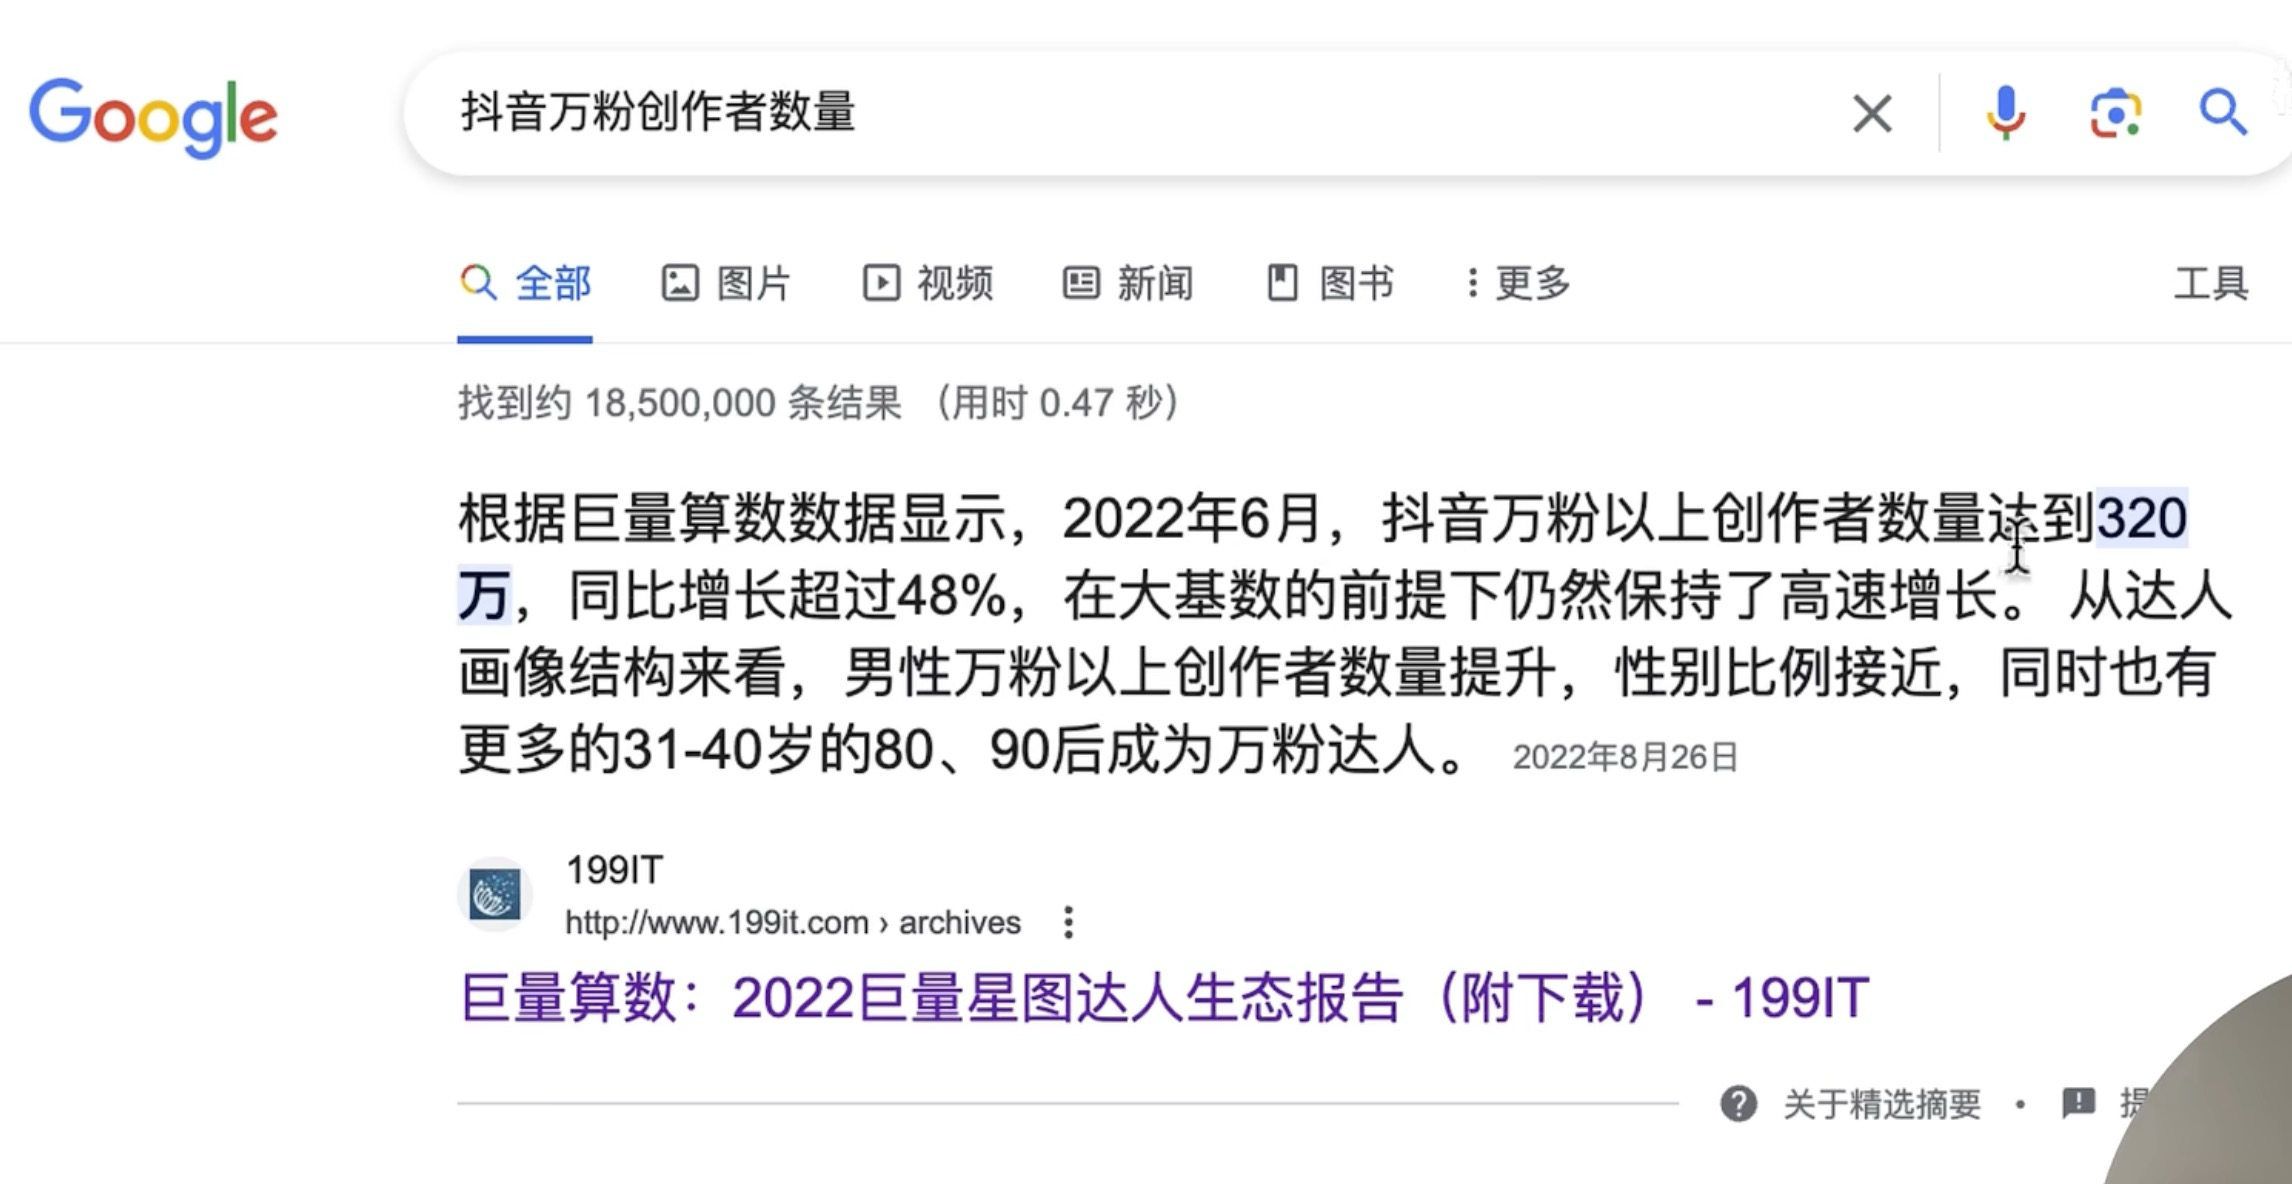 Google
抖音万粉创作者数量
全部 图片 视频 新闻 图书 更多 工具
找到约 18,500,000 条结果 （用时 0.47 秒）
根据巨量算数数据显示，2022年6月，抖音万粉以上创作者数量达到320
万，同比增长超过48%，在大基数的前提下仍然保持了高速增长。 从达人
画像结构来看，男性万粉以上创作者数量提升，性别比例接近，同时也有
更多的31-40岁的80、90后成为万粉达人。 2022年8月26日
199IT
http://www.199it.com › archives
巨量算数：2022巨量星图达人生态报告（附下载） - 199IT
关于精选摘要 • 提